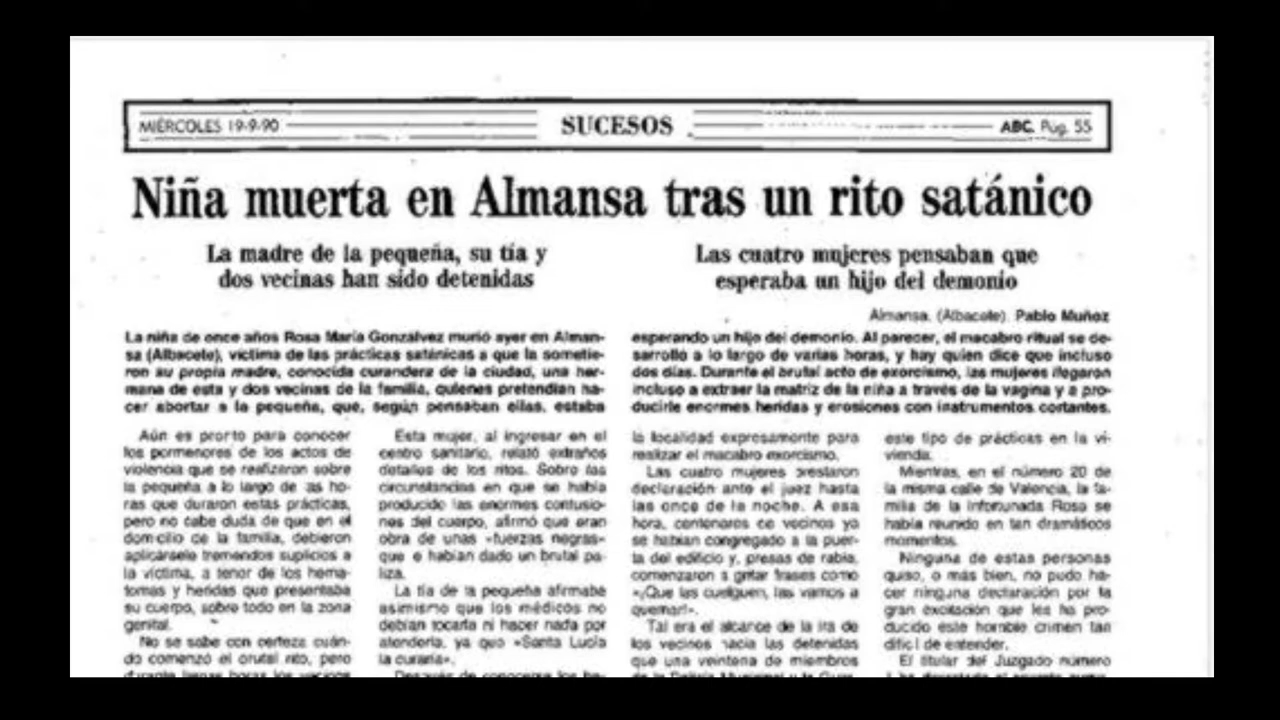 MIÉRCOLES 19-9-90
SUCESOS
ABC, Pág. 55
Niña muerta en Almansa tras un rito satánico
La madre de la pequeña, su tía y
dos vecinas han sido detenidas
Las cuatro mujeres pensaban que
esperaba un hijo del demonio
Almansa. (Albacete). Pablo Muñoz
La niña de once años Rosa María Gonzálvez murió ayer en Alman-
sa (Albacete), víctima de las prácticas satánicas a que la sometie-
ron su propia madre, conocida curandera de la ciudad, una her-
mana de esta y dos vecinas de la familia, quienes pretendían ha-
cer abortar a la pequeña, que, según pensaban ellas, estaba
esperando un hijo del demonio. Al parecer, el macabro ritual se de-
sarrolló a lo largo de varias horas, y hay quien dice que incluso
dos días. Durante el brutal acto de exorcismo, las mujeres llegaron
incluso a extraer la matriz de la niña a través de la vagina y a pro-
ducirle enormes heridas y erosiones con instrumentos cortantes.
Aún es pronto para conocer
los pormenores de los actos de
violencia que se realizaron sobre
la pequeña a lo largo de las ho-
ras que duraron estas prácticas,
pero no cabe duda de que en el
domicilio de la familia, debieron
aplicársele tremendos suplicios a
la víctima, a tenor de los hema-
tomas y heridas que presentaba
su cuerpo, sobre todo en la zona
genital.
No se sabe con certeza cuán-
do comenzó el brutal rito, pero
durante largas horas los vecinos
Esta mujer, al ingresar en el
centro sanitario, relató extraños
detalles de los ritos. Sobre las
circunstancias en que se había
producido las enormes contusio-
nes del cuerpo, afirmó que eran
obra de unas «fuerzas negras»
que e habían dado un brutal pa-
liza.
La tía de la pequeña afirmaba
asimismo que los médicos no
debían tocarla ni hacer nada por
atenderla, ya que «Santa Lucía
la curaría».
Después de conocerse los he-
la localidad expresamente para
realizar el macabro exorcismo.
Las cuatro mujeres prestaron
declaración ante el juez hasta
las once de la noche. A esa
hora, centenares de vecinos ya
se habían congregado a la puer-
ta del edificio y, presas de rabia,
comenzaron a gritar frases como
«¡Que las cuelguen, las vamos a
quemar!».
Tal era el alcance de la ira de
los vecinos hacia las detenidas
que una veintena de miembros
de la Policía Municipal y la Guar-
este tipo de prácticas en la vi-
vienda.
Mientras, en el número 20 de
la misma calle de Valencia, la fa-
milia de la infortunada Rosa se
había reunido en tan dramáticos
momentos.
Ninguna de estas personas
quiso, o más bien, no pudo ha-
cer ninguna declaración por la
gran excitación que les ha pro-
ducido este horrible crimen tan
difícil de entender.
El titular del Juzgado número